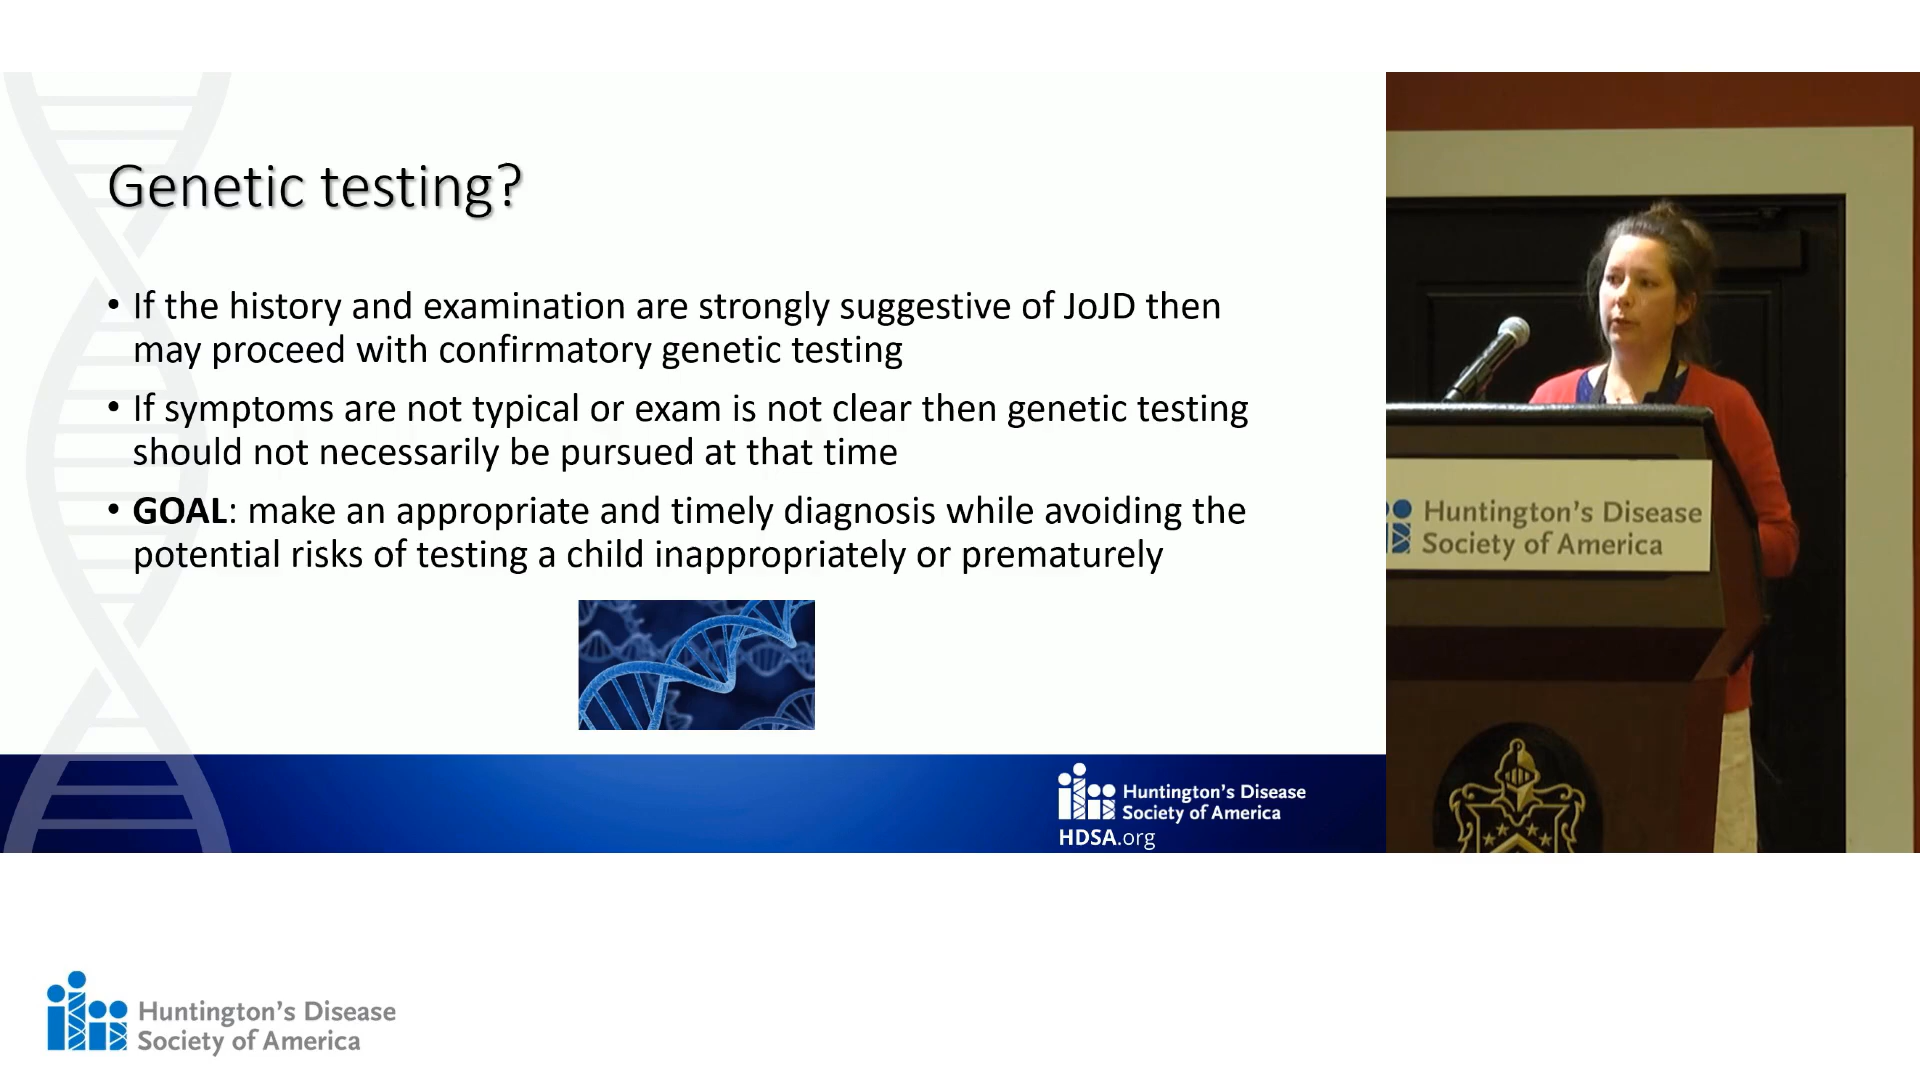 Genetic testing?
• If the history and examination are strongly suggestive of JoJD then
may proceed with confirmatory genetic testing
• If symptoms are not typical or exam is not clear then genetic testing
should not necessarily be pursued at that time
• GOAL: make an appropriate and timely diagnosis while avoiding the
potential risks of testing a child inappropriately or prematurely
Huntington's Disease
Society of America
HDSA.org
Huntington's Disease
Society of America
Huntington's Disease
Society of America